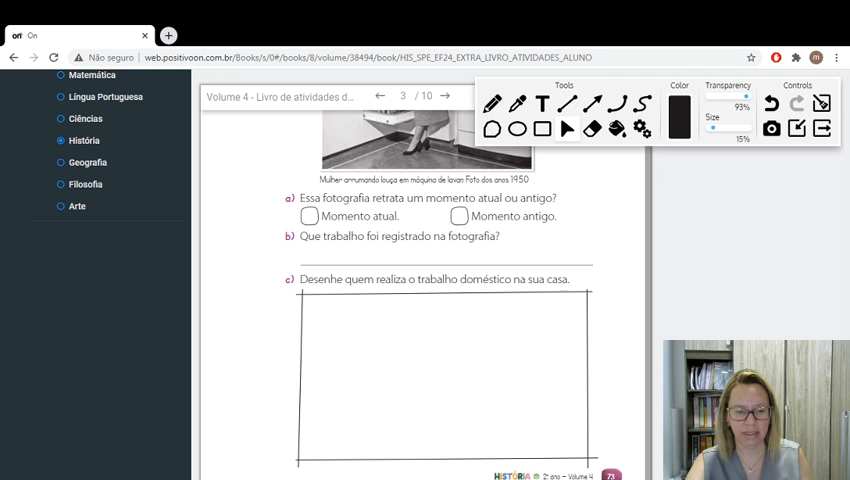 On
Não seguro
web.positivoon.com.br/Books/s/0#/books/8/volume/38494/book/HIS_SPE_EF24_EXTRA_LIVRO_ATIVIDADES_ALUNO
m
Matemática
Língua Portuguesa
Ciências
História
Geografia
Filosofia
Arte
Volume 4 - Livro de atividades d...
3 / 10
Tools
Color
Transparency
93%
Size
15%
Controls
Mulher arrumando louça em máquina de lavar. Foto dos anos 1950
a) Essa fotografia retrata um momento atual ou antigo?
Momento atual. Momento antigo.
b) Que trabalho foi registrado na fotografia?
c) Desenhe quem realiza o trabalho doméstico na sua casa.
HISTÓRIA 2º. ano – Volume 4 73